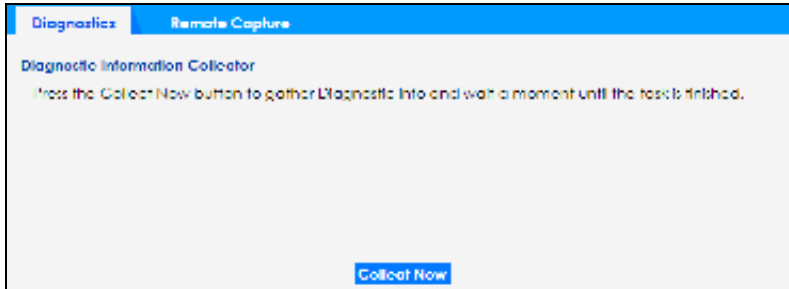 Diagnostics Remote Capture
Diagnostic Information Collector
Press the Collect Now button to gather Diagnostic info and wait a moment until the task is finished.
Collect Now